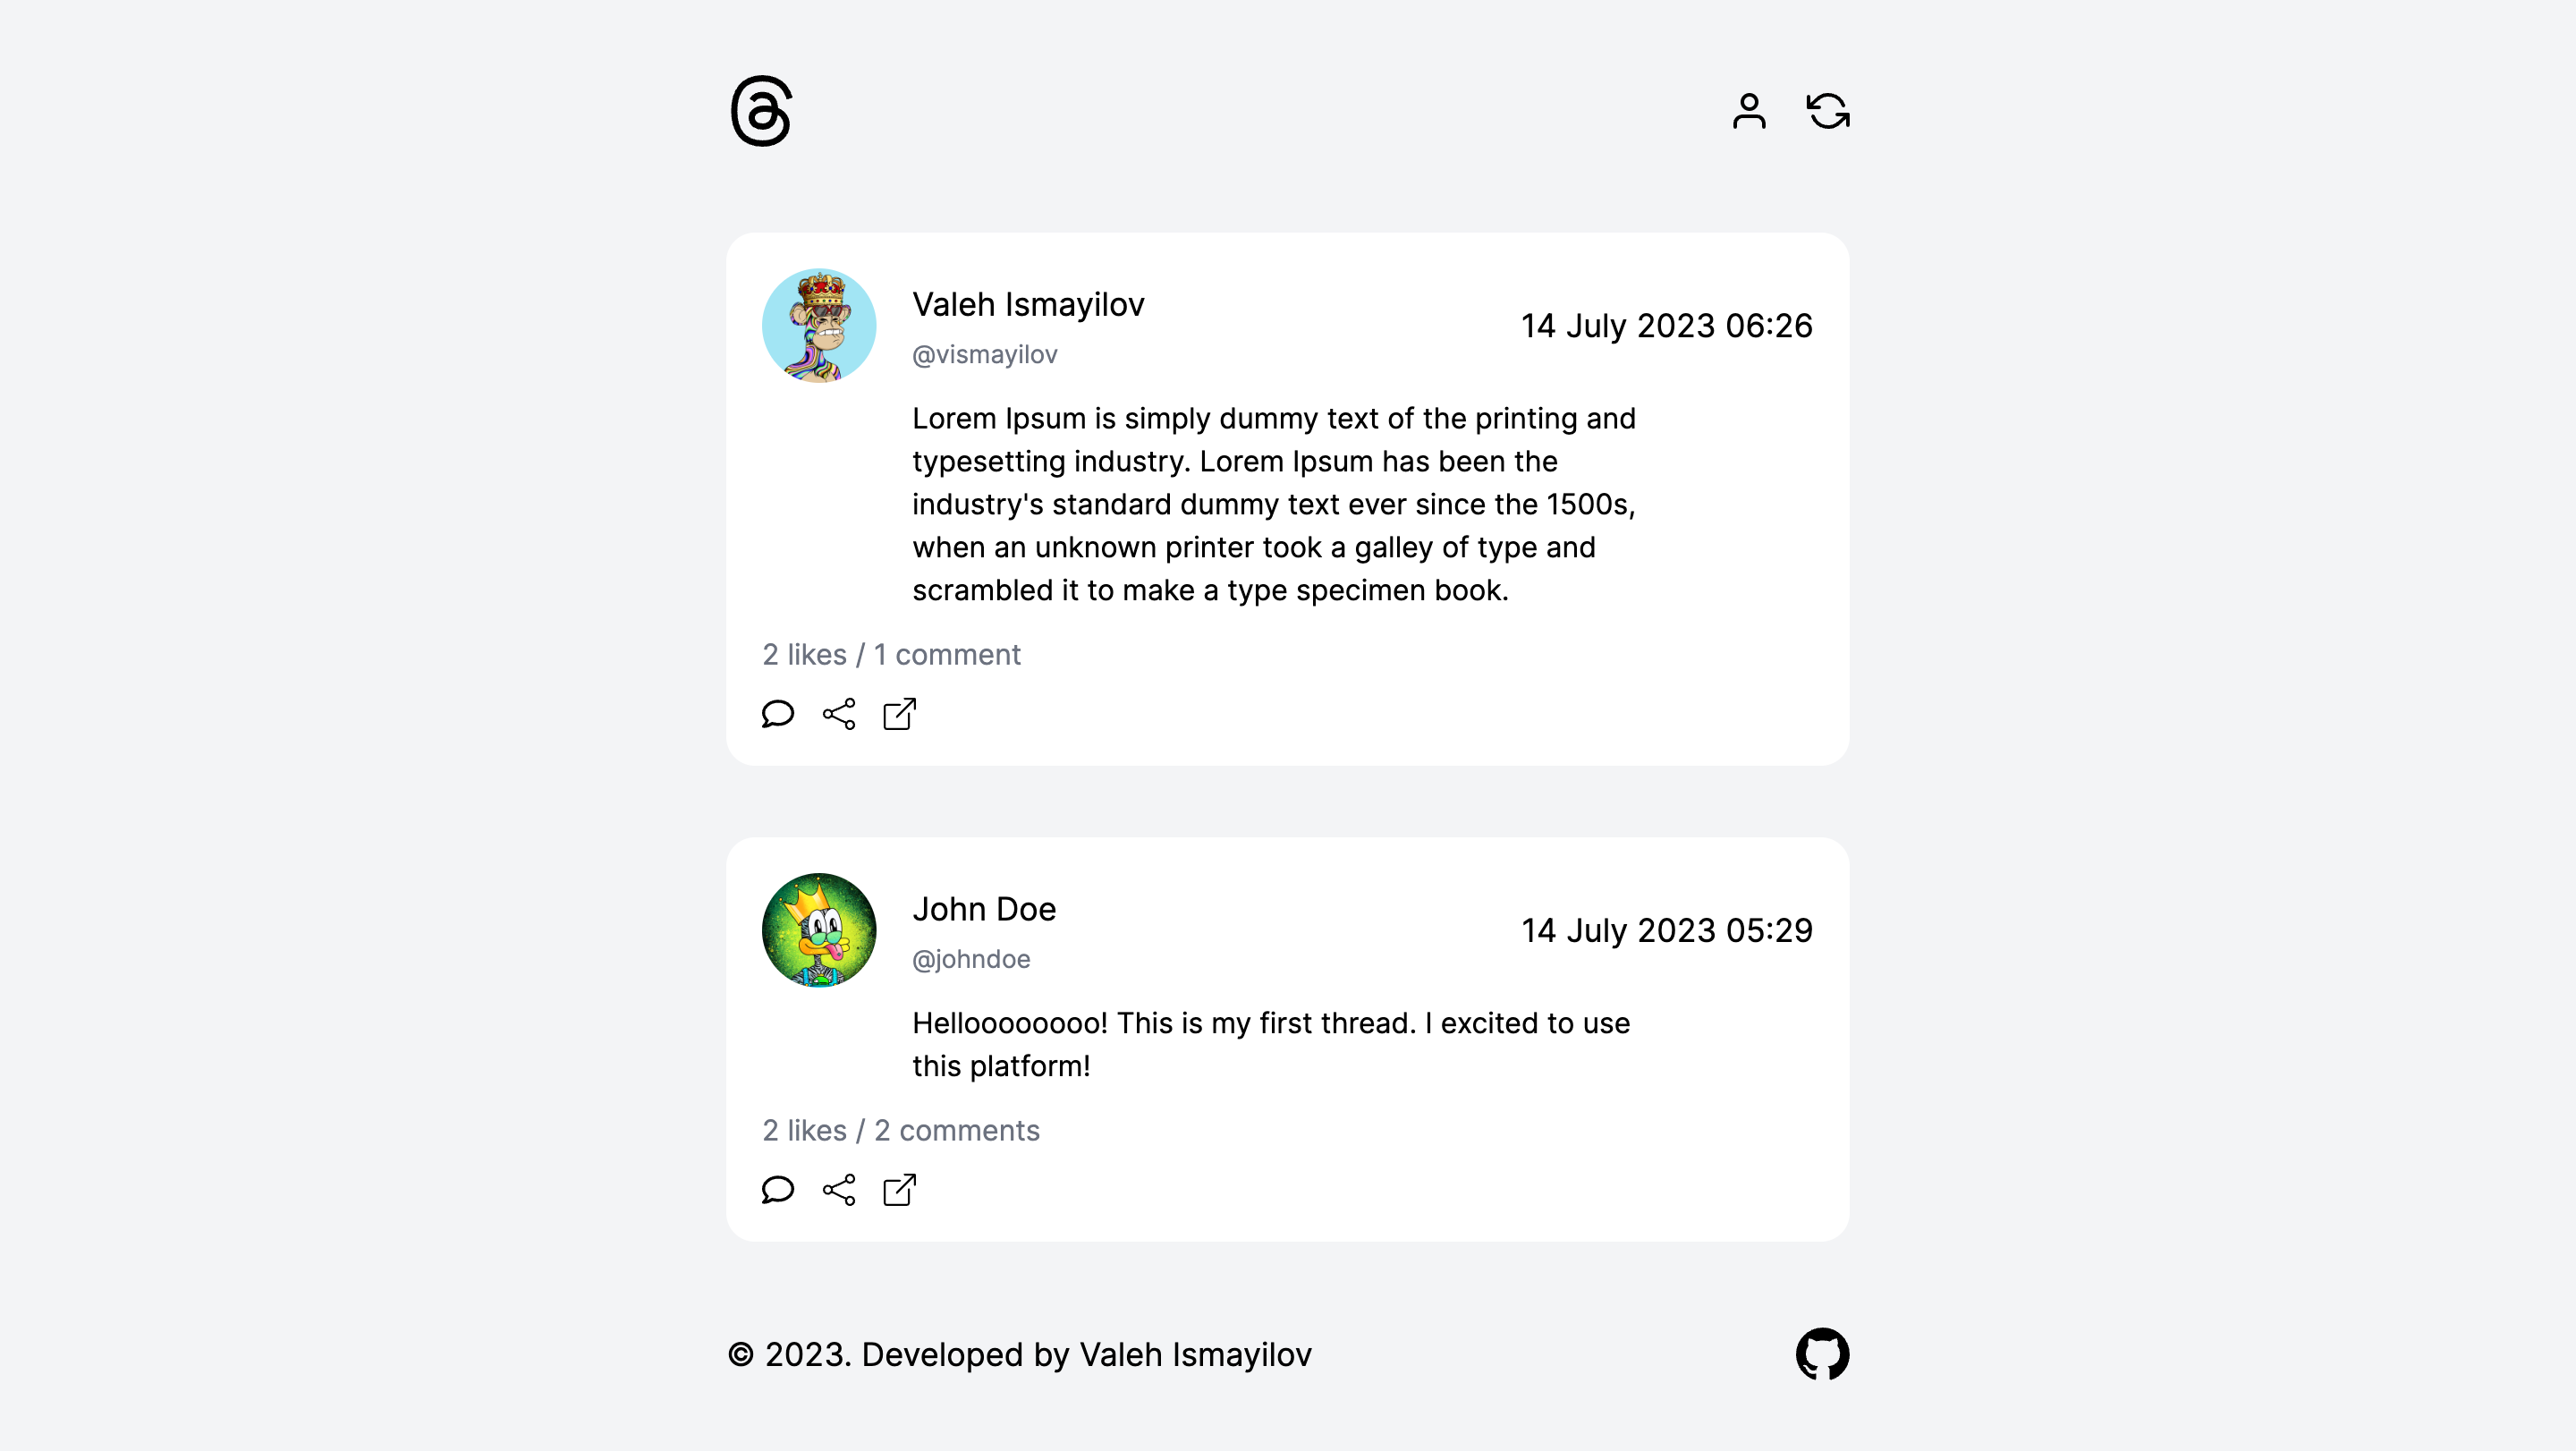 Valeh Ismayilov
@vismayilov
14 July 2023 06:26
Lorem Ipsum is simply dummy text of the printing and
typesetting industry. Lorem Ipsum has been the
industry's standard dummy text ever since the 1500s,
when an unknown printer took a galley of type and
scrambled it to make a type specimen book.
2 likes / 1 comment
John Doe
@johndoe
14 July 2023 05:29
Helloooooooo! This is my first thread. I excited to use
this platform!
2 likes / 2 comments
© 2023. Developed by Valeh Ismayilov